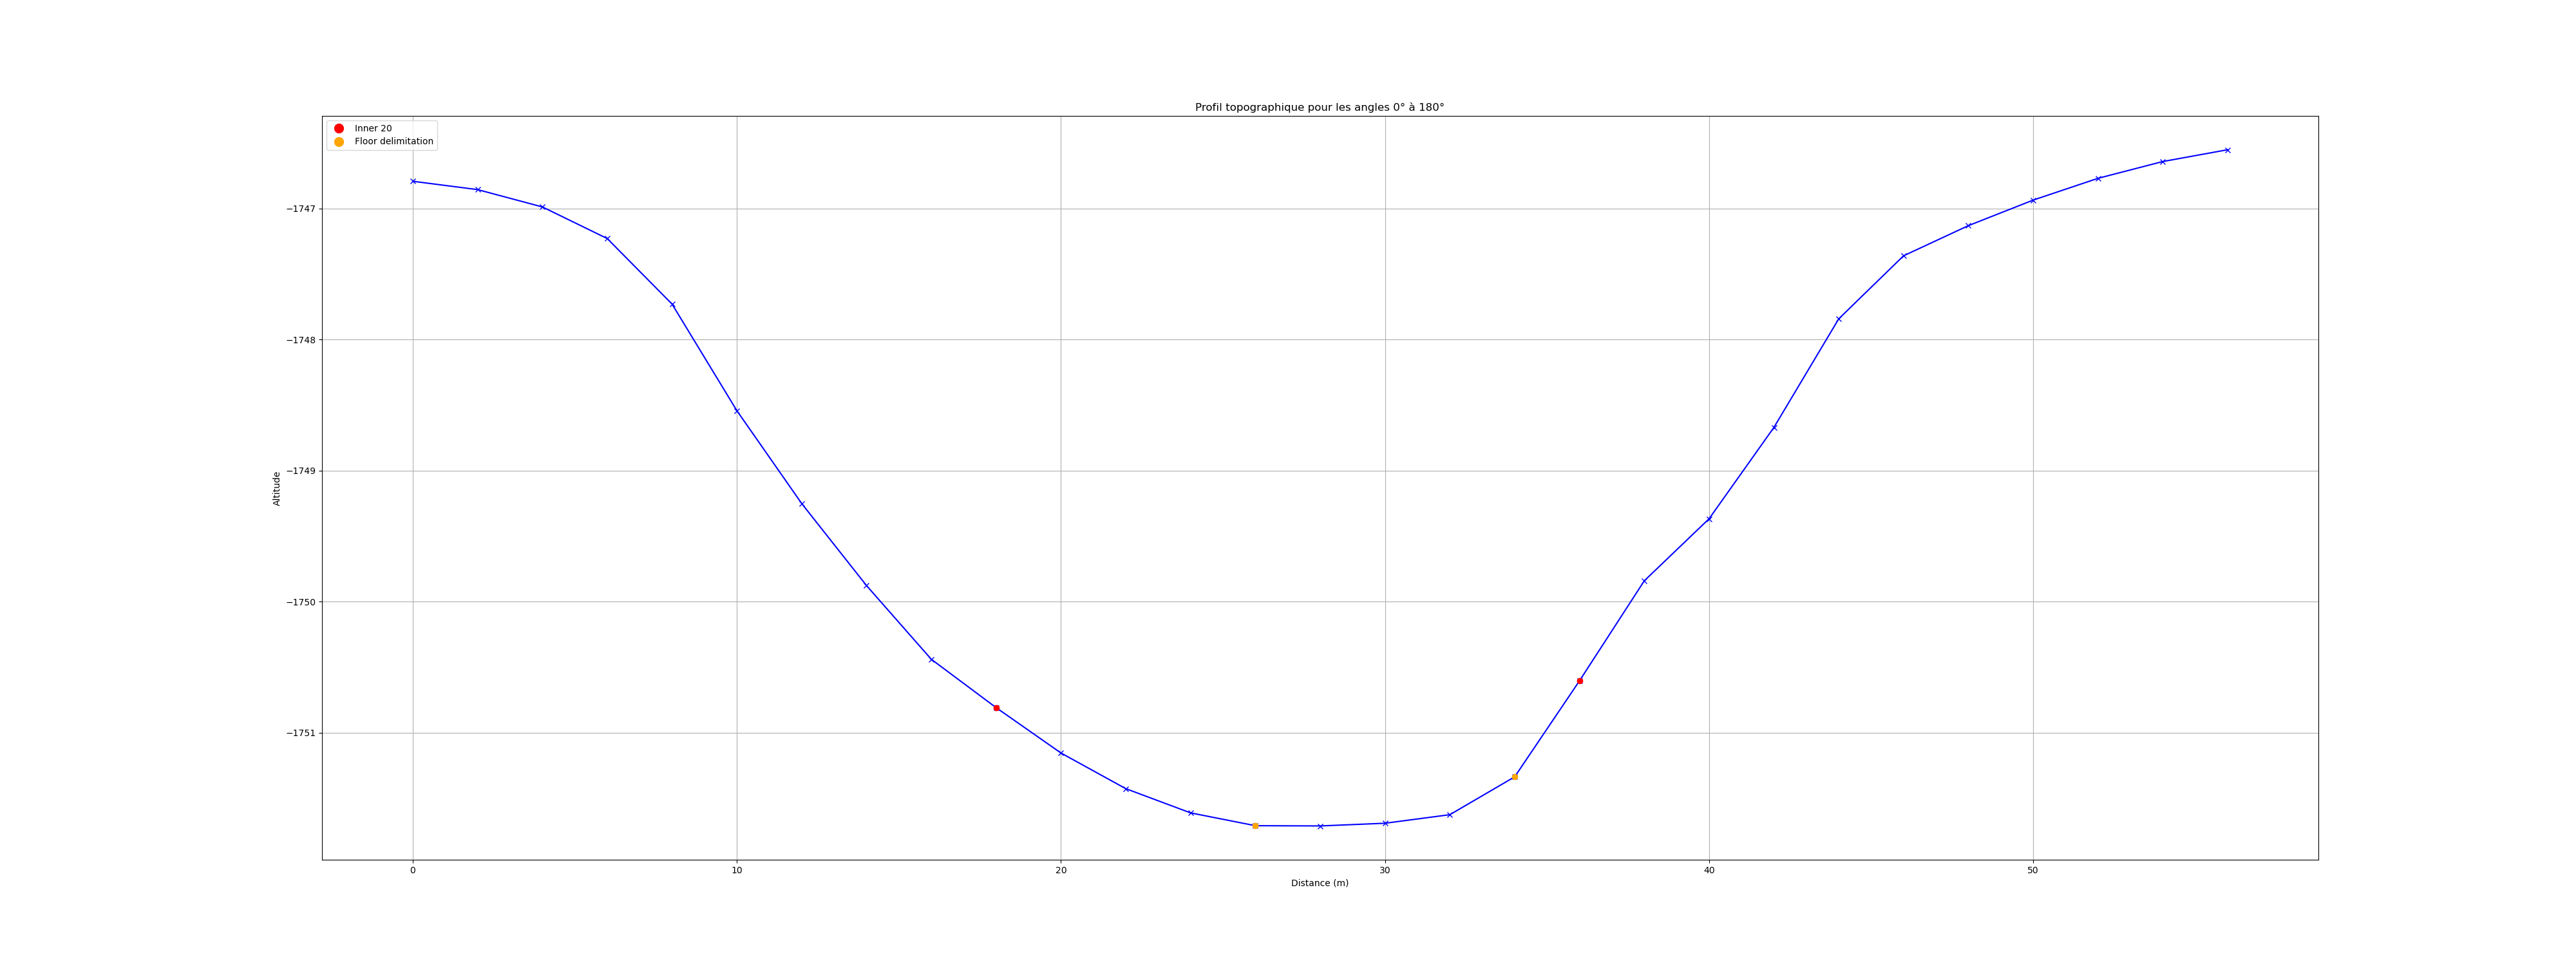 Profil topographique pour les angles 0° à 180°
Inner 20
Floor delimitation
−1747
−1748
−1749
−1750
−1751
Altitude
0 10 20 30 40 50
Distance (m)